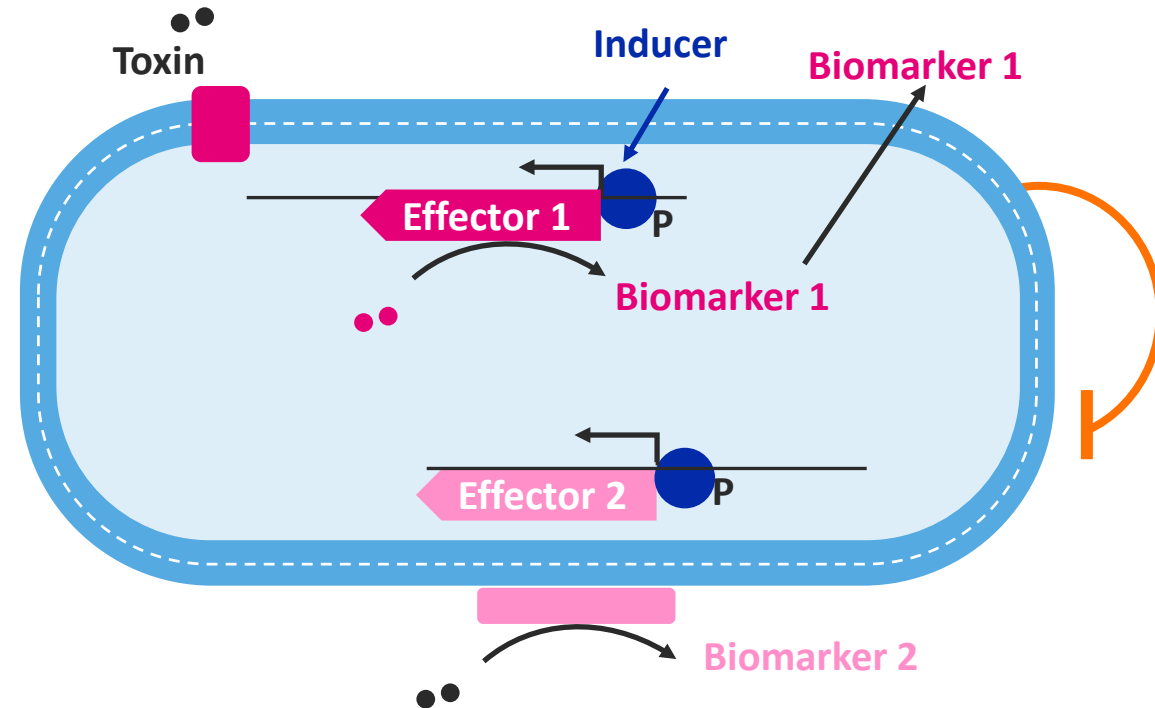 Toxin
Inducer
Biomarker 1
Effector 1
P
Biomarker 1
Effector 2
P
Biomarker 2